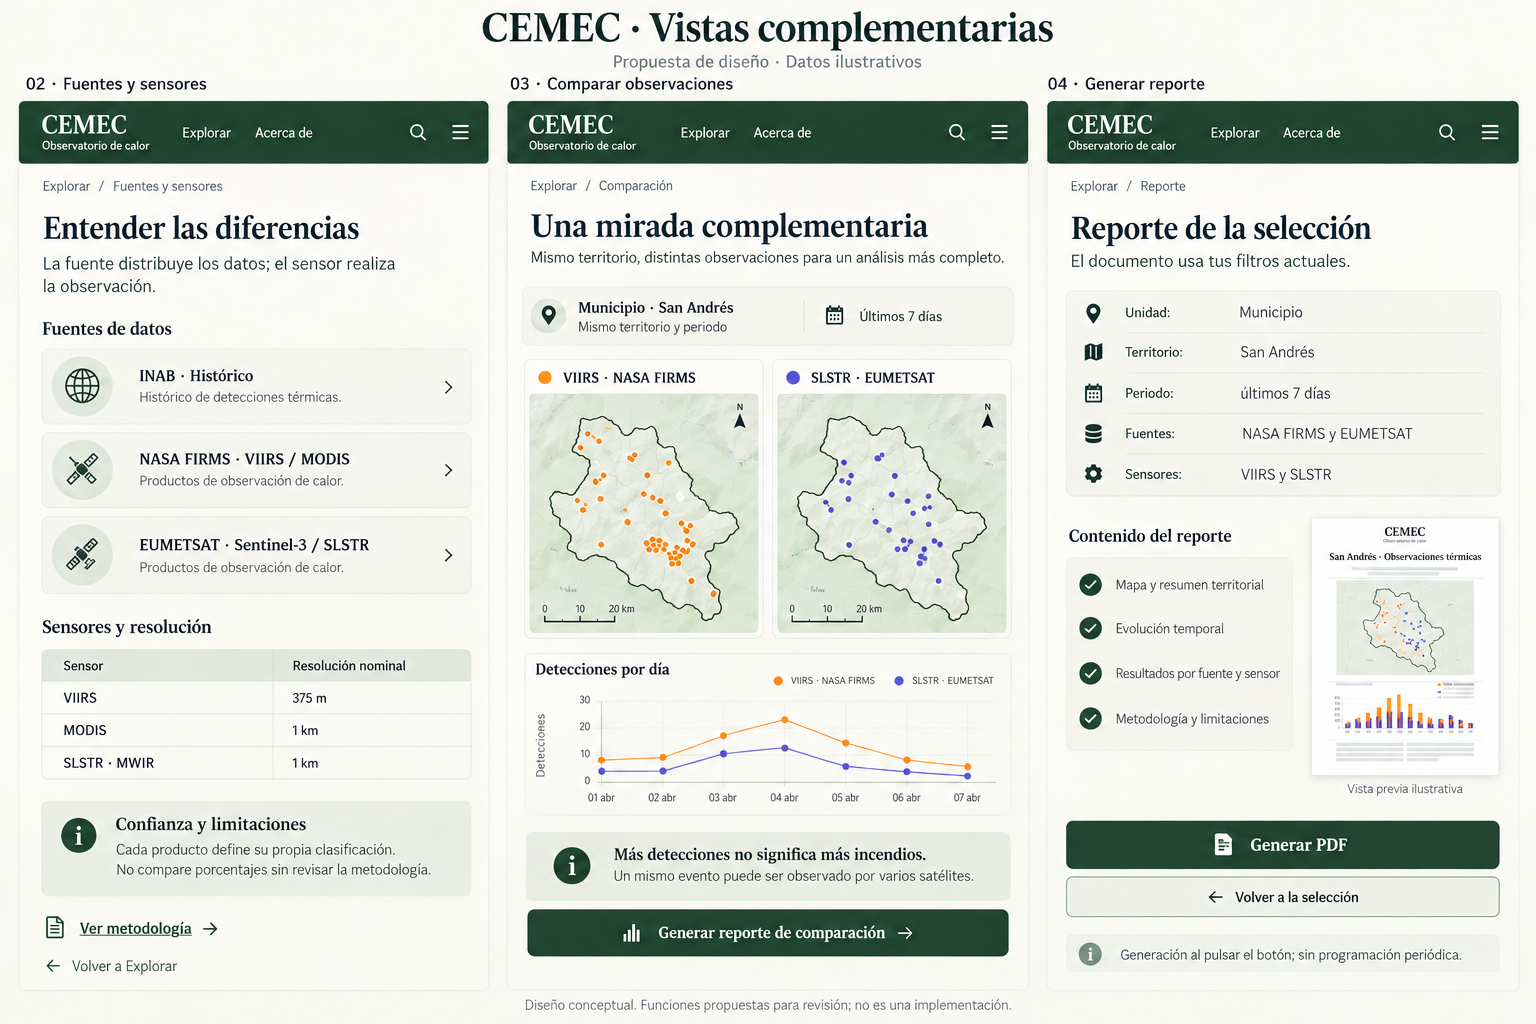 CEMEC · Vistas complementarias
Propuesta de diseño · Datos ilustrativos
02 · Fuentes y sensores
CEMEC
Observatorio de calor
Explorar
Acerca de
Explorar / Fuentes y sensores
Entender las diferencias
La fuente distribuye los datos; el sensor realiza
la observación.
Fuentes de datos
INAB · Histórico
Histórico de detecciones térmicas.
NASA FIRMS · VIIRS / MODIS
Productos de observación de calor.
EUMETSAT · Sentinel-3 / SLSTR
Productos de observación de calor.
Sensores y resolución
Sensor Resolución nominal
VIIRS 375 m
MODIS 1 km
SLSTR · MWIR 1 km
Confianza y limitaciones
Cada producto define su propia clasificación.
No compare porcentajes sin revisar la metodología.
Ver metodología →
← Volver a Explorar
03 · Comparar observaciones
CEMEC
Observatorio de calor
Explorar
Acerca de
Explorar / Comparación
Una mirada complementaria
Mismo territorio, distintas observaciones para un análisis más completo.
Municipio · San Andrés
Mismo territorio y periodo
Últimos 7 días
VIIRS · NASA FIRMS
N
0 10 20 km
SLSTR · EUMETSAT
N
0 10 20 km
Detecciones por día
VIIRS · NASA FIRMS SLSTR · EUMETSAT
Detecciones
30
20
10
0
01 abr 02 abr 03 abr 04 abr 05 abr 06 abr 07 abr
Más detecciones no significa más incendios.
Un mismo evento puede ser observado por varios satélites.
Generar reporte de comparación →
04 · Generar reporte
CEMEC
Observatorio de calor
Explorar
Acerca de
Explorar / Reporte
Reporte de la selección
El documento usa tus filtros actuales.
Unidad: Municipio
Territorio: San Andrés
Periodo: últimos 7 días
Fuentes: NASA FIRMS y EUMETSAT
Sensores: VIIRS y SLSTR
Contenido del reporte
Mapa y resumen territorial
Evolución temporal
Resultados por fuente y sensor
Metodología y limitaciones
CEMEC
San Andrés · Observaciones térmicas
Vista previa ilustrativa
Generar PDF
← Volver a la selección
Generación al pulsar el botón; sin programación periódica.
Diseño conceptual. Funciones propuestas para revisión; no es una implementación.